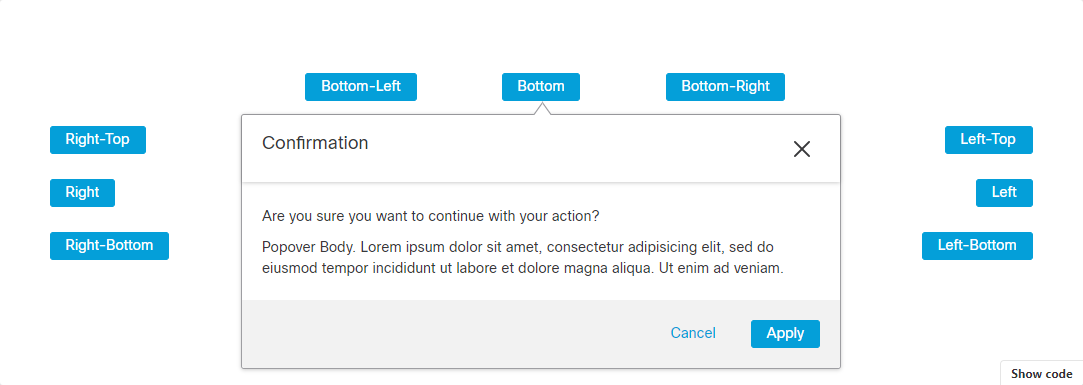 Bottom-Left
Bottom
Bottom-Right
Right-Top
Confirmation
Left-Top
Right
Left
Are you sure you want to continue with your action?
Right-Bottom
Popover Body. Lorem ipsum dolor sit amet, consectetur adipisicing elit, sed do
Left-Bottom
eiusmod tempor incididunt ut labore et dolore magna aliqua. Ut enim ad veniam.
Cancel
Apply
Show code